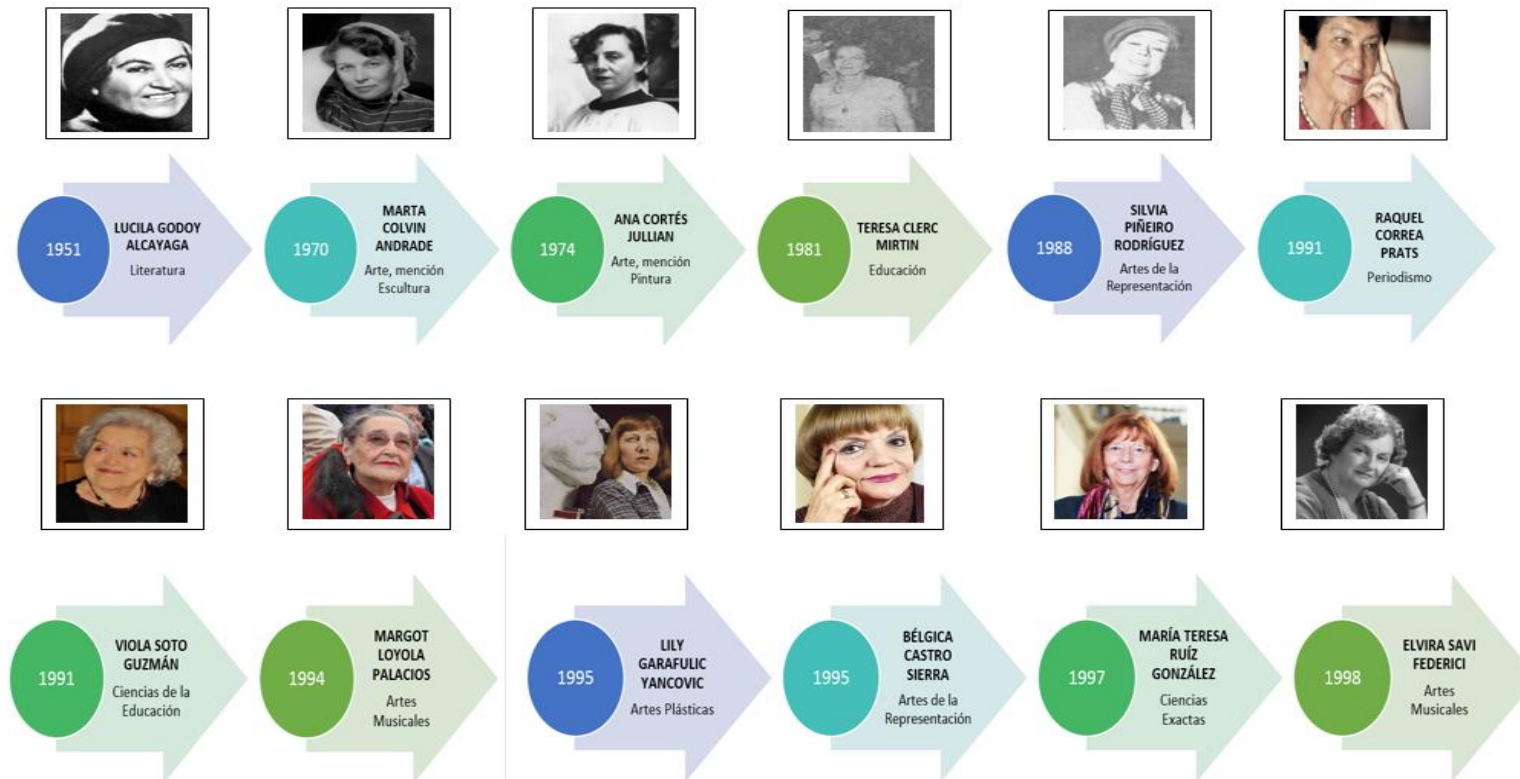 1951
LUCILA GODOY
ALCAYAGA
Literatura
1970
MARTA
COLVIN
ANDRADE
Arte, mención
Escultura
1974
ANA CORTÉS
JULLIAN
Arte, mención
Pintura
1981
TERESA CLERC
MIRTIN
Educación
1988
SILVIA
PIÑEIRO
RODRÍGUEZ
Artes de la
Representación
1991
RAQUEL
CORREA
PRATS
Periodismo
1991
VIOLA SOTO
GUZMÁN
Ciencias de la
Educación
1994
MARGOT
LOYOLA
PALACIOS
Artes
Musicales
1995
LILY
GARAFULIC
YANCOVIC
Artes Plásticas
1995
BÉLGICA
CASTRO
SIERRA
Artes de la
Representación
1997
MARÍA TERESA
RUÍZ
GONZÁLEZ
Ciencias
Exactas
1998
ELVIRA SAVI
FEDERICI
Artes
Musicales